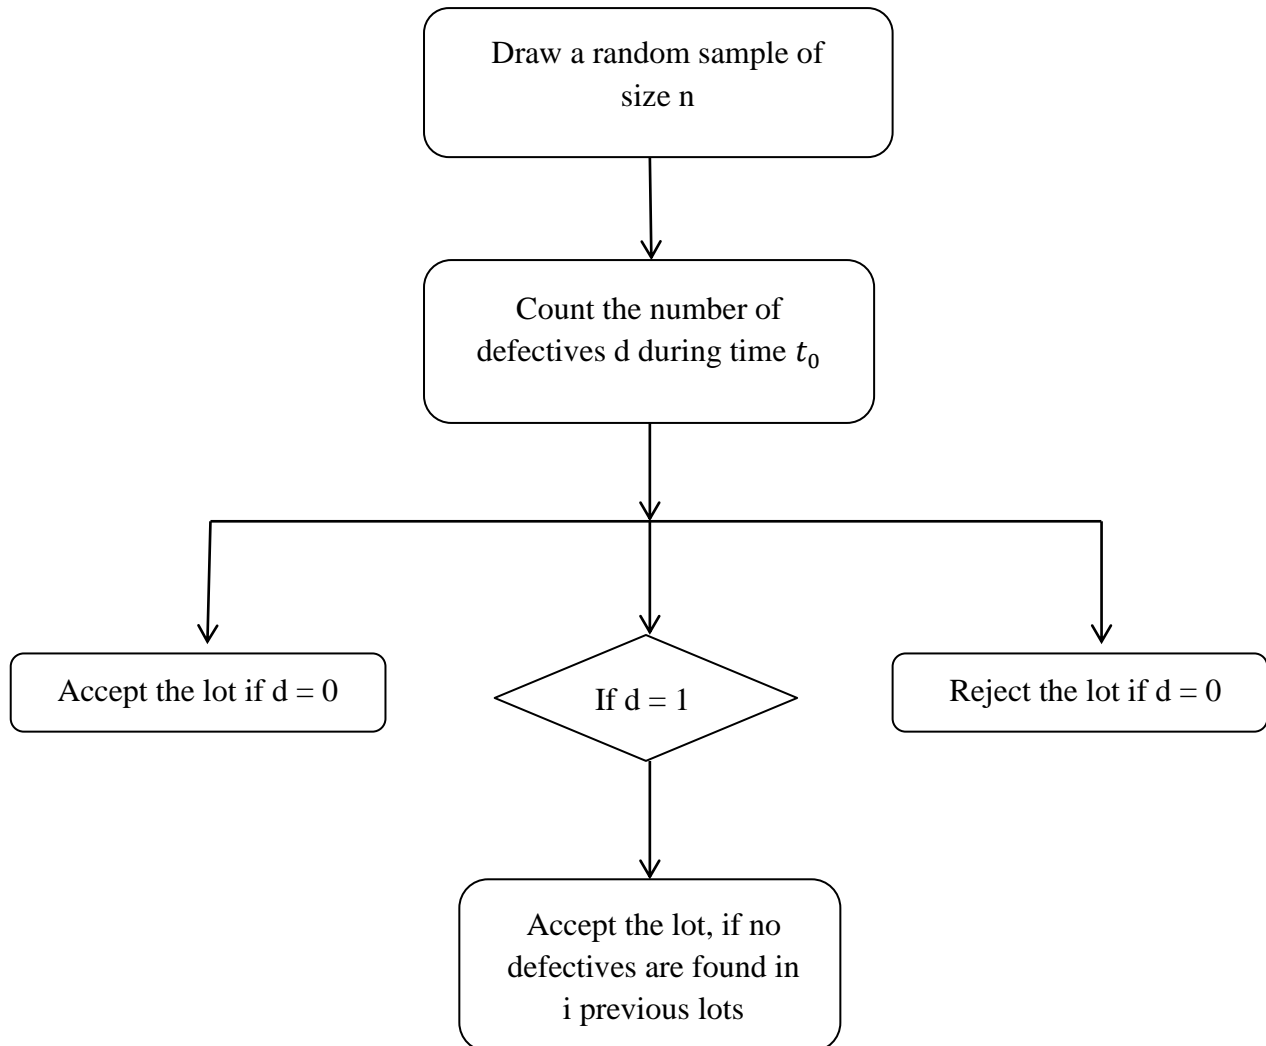 Draw a random sample of
size n
Count the number of
defectives d during time t₀
Accept the lot if d = 0
If d = 1
Reject the lot if d = 0
Accept the lot, if no
defectives are found in
i previous lots